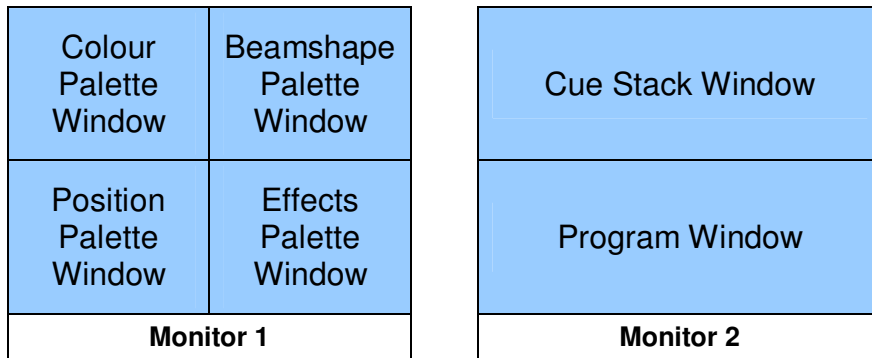 Colour
Palette
Window
Beamshape
Palette
Window
Position
Palette
Window
Effects
Palette
Window
Monitor 1
Cue Stack Window
Program Window
Monitor 2